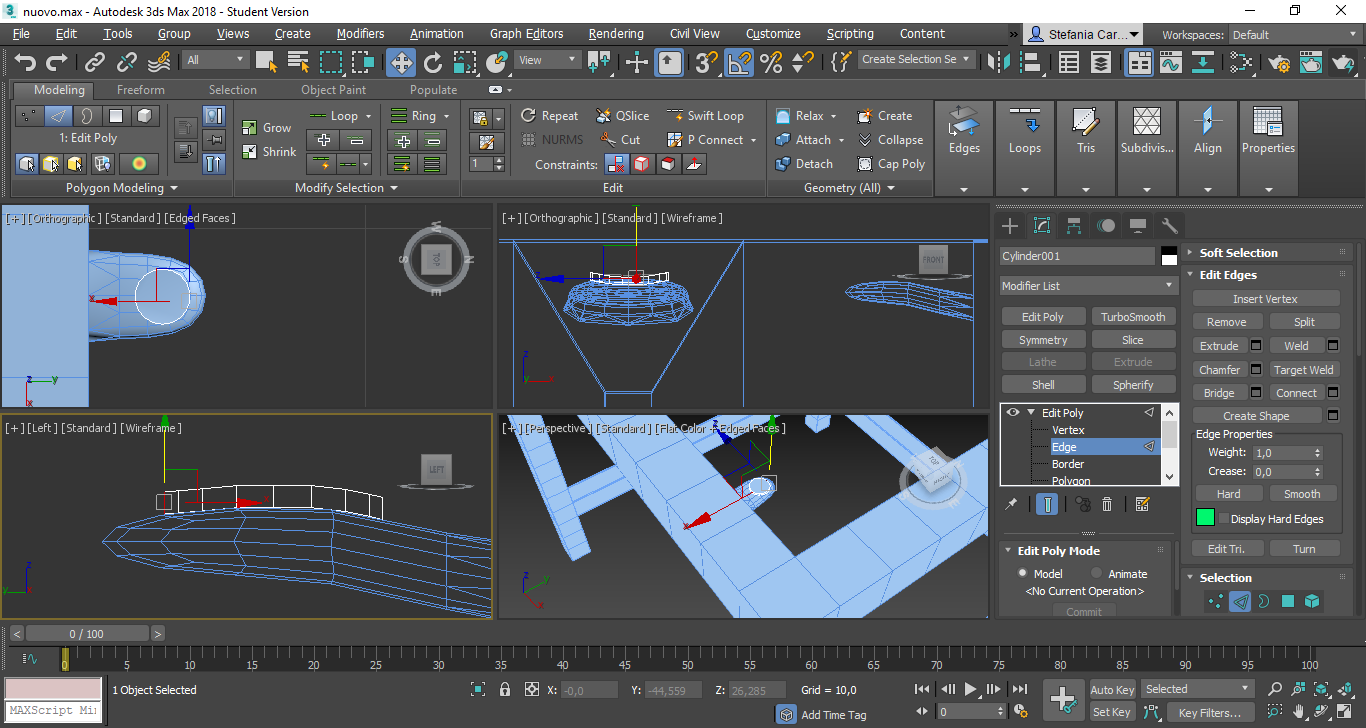 nuovo.max - Autodesk 3ds Max 2018 - Student Version
File Edit Tools Group Views Create Modifiers Animation Graph Editors Rendering Civil View Customize Scripting Content » Stefania Car... Workspaces: Default
All View Create Selection Se
Modeling Freeform Selection Object Paint Populate
1: Edit Poly
Grow
Shrink
Loop Ring
1
Repeat QSlice Swift Loop
NURMS Cut P Connect
Constraints:
Relax Create
Attach Collapse
Detach Cap Poly
Edges Loops Tris Subdivis... Align Properties
Polygon Modeling Modify Selection Edit Geometry (All)
[+] [Orthographic] [Standard] [Edged Faces]
TOP
W
N
E
S
x
z y
x
[+] [Orthographic] [Standard] [Wireframe]
FRONT
z
z
y x
[+] [Left] [Standard] [Wireframe]
LEFT
z
y
[+] [Perspective] [Standard] [Flat Color + Edged Faces]
TOP
x
z
y
x
Cylinder001
Modifier List
Edit Poly TurboSmooth
Symmetry Slice
Lathe Extrude
Shell Spherify
Edit Poly
Vertex
Edge
Border
Polygon
Edit Poly Mode
Model Animate
<No Current Operation>
Commit
Soft Selection
Edit Edges
Insert Vertex
Remove Split
Extrude Weld
Chamfer Target Weld
Bridge Connect
Create Shape
Edge Properties
Weight: 1,0
Crease: 0,0
Hard Smooth
Display Hard Edges
Edit Tri. Turn
Selection
< 0 / 100 >
0 5 10 15 20 25 30 35 40 45 50 55 60 65 70 75 80 85 90 95 100
1 Object Selected
MAXScript Min
X: -0,0 Y: -44,559 Z: 26,285 Grid = 10,0
Add Time Tag
0
Auto Key Selected
Set Key Key Filters...